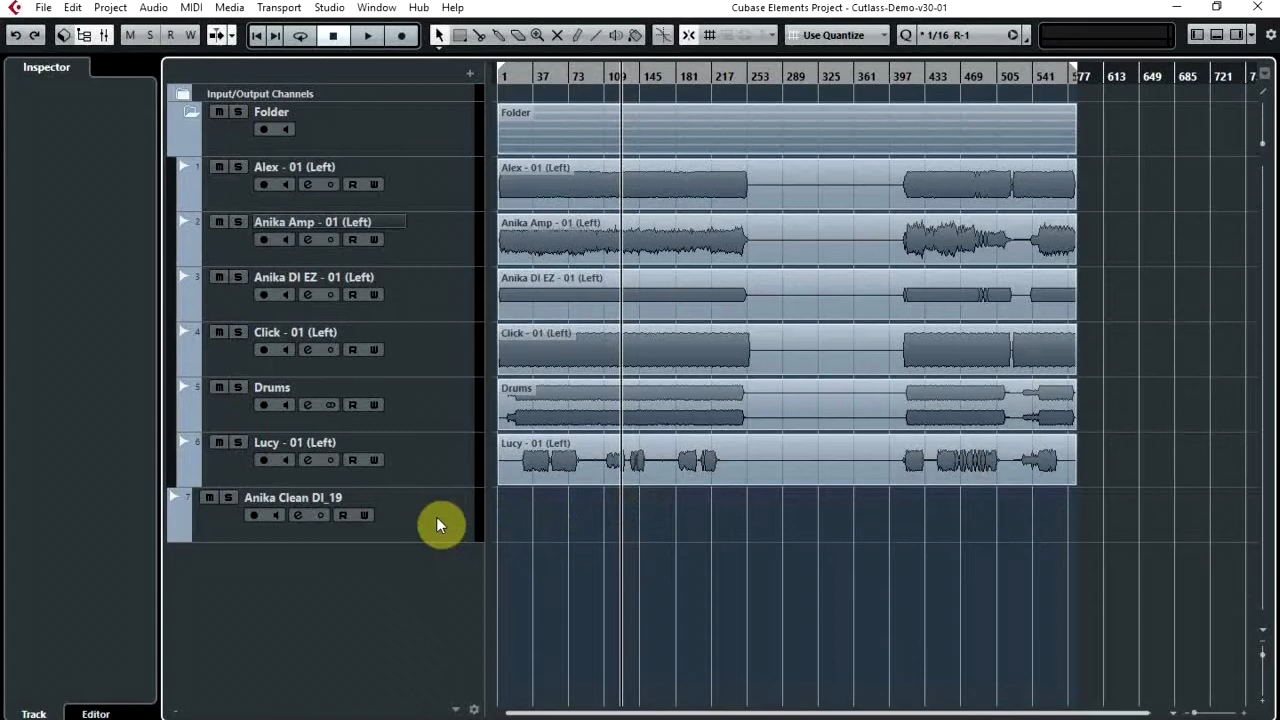 File Edit Project Audio MIDI Media Transport Studio Window Hub Help
Cubase Elements Project - Cutlass-Demo-v30-01
M S R W
Use Quantize
Q * 1/16 R-1
Inspector
1 37 73 109 145 181 217 253 289 325 361 397 433 469 505 541 577 613 649 685 721
Input/Output Channels
m S Folder
Folder
1 m S Alex - 01 (Left)
e R W
Alex - 01 (Left)
2 m S Anika Amp - 01 (Left)
e R W
Anika Amp - 01 (Left)
3 m S Anika DI EZ - 01 (Left)
e R W
Anika DI EZ - 01 (Left)
4 m S Click - 01 (Left)
e R W
Click - 01 (Left)
5 m S Drums
e R W
Drums
6 m S Lucy - 01 (Left)
e R W
Lucy - 01 (Left)
7 m S Anika Clean DI_19
e R W
Track Editor